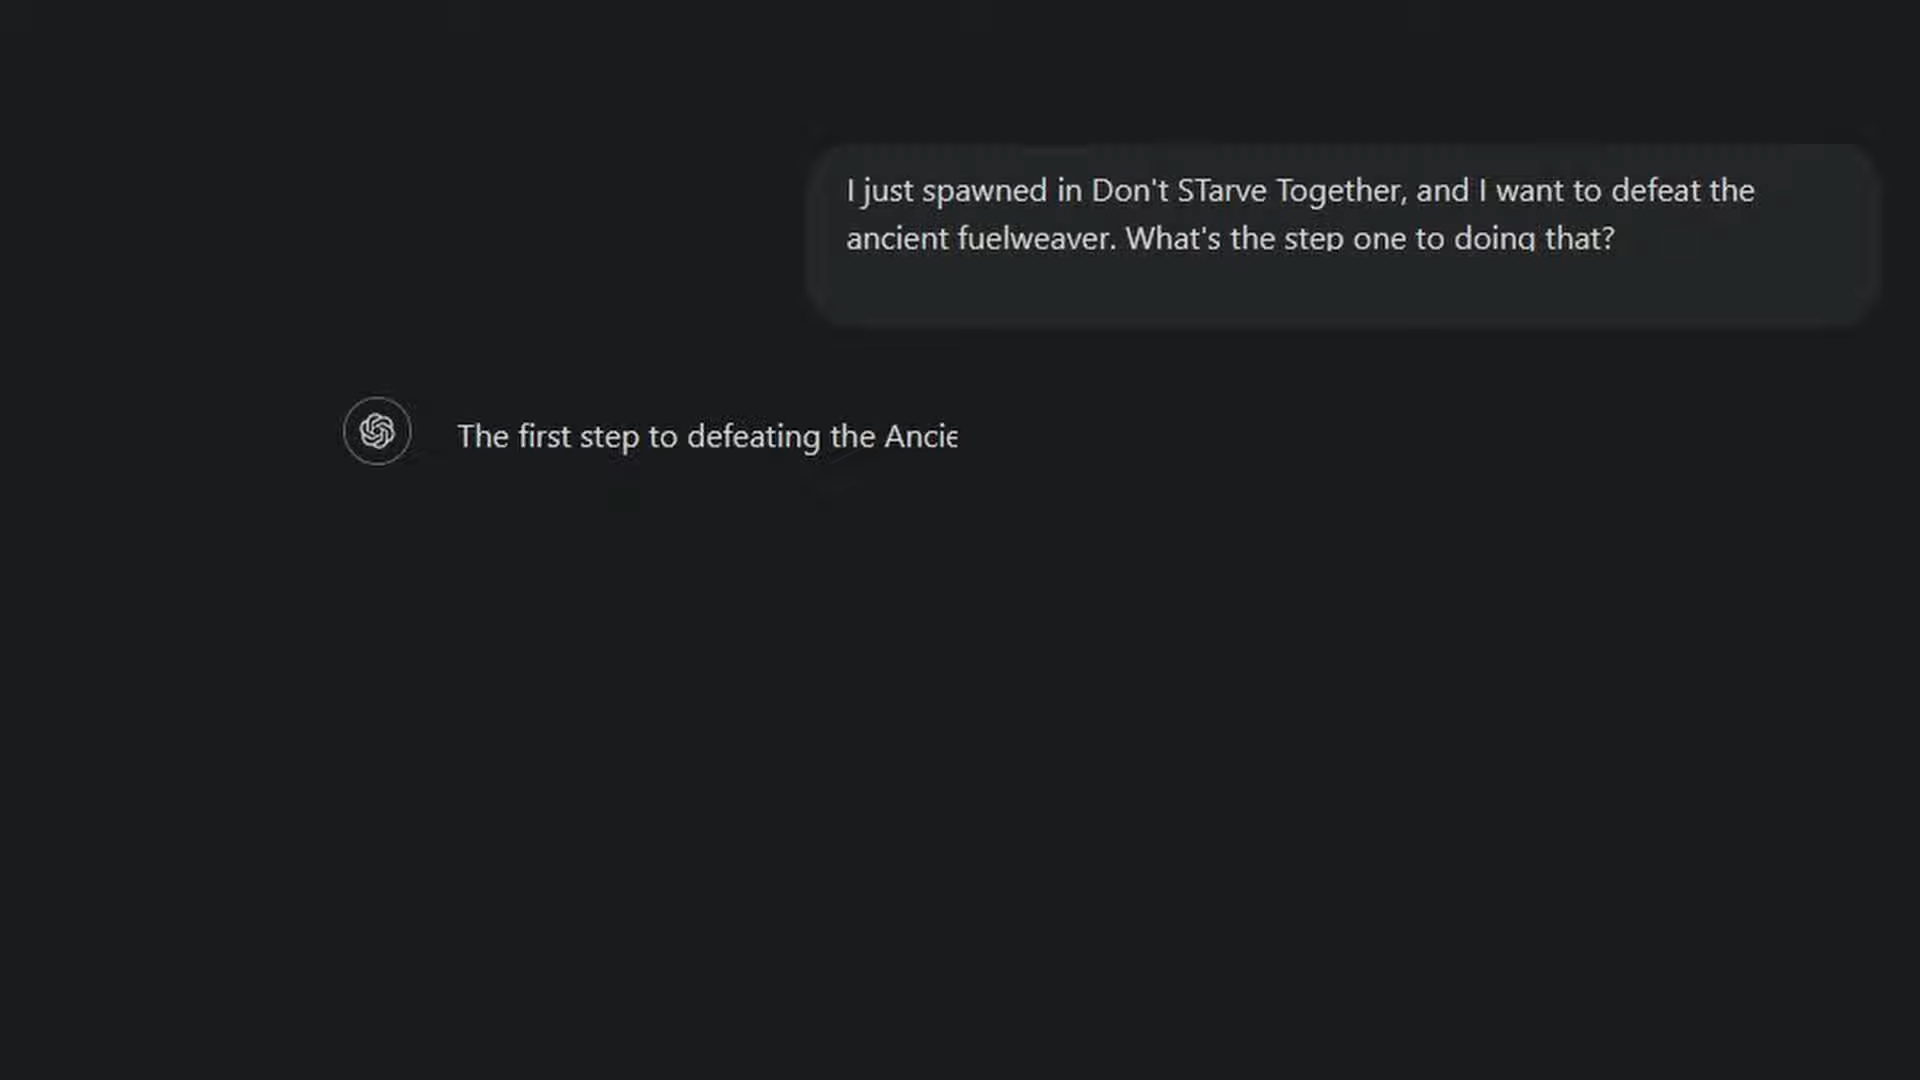 I just spawned in Don't STarve Together, and I want to defeat the
ancient fuelweaver. What's the step one to doing that?
The first step to defeating the Ancie